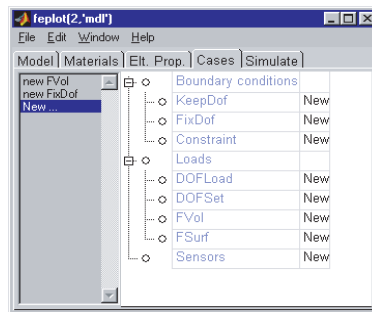 feplot(2,'mdl')
File Edit Window Help
Model Materials Elt. Prop. Cases Simulate
new FVol
new FixDof
New ...
Boundary conditions
KeepDof New
FixDof New
Constraint New
Loads
DOFLoad New
DOFSet New
FVol New
FSurf New
Sensors New